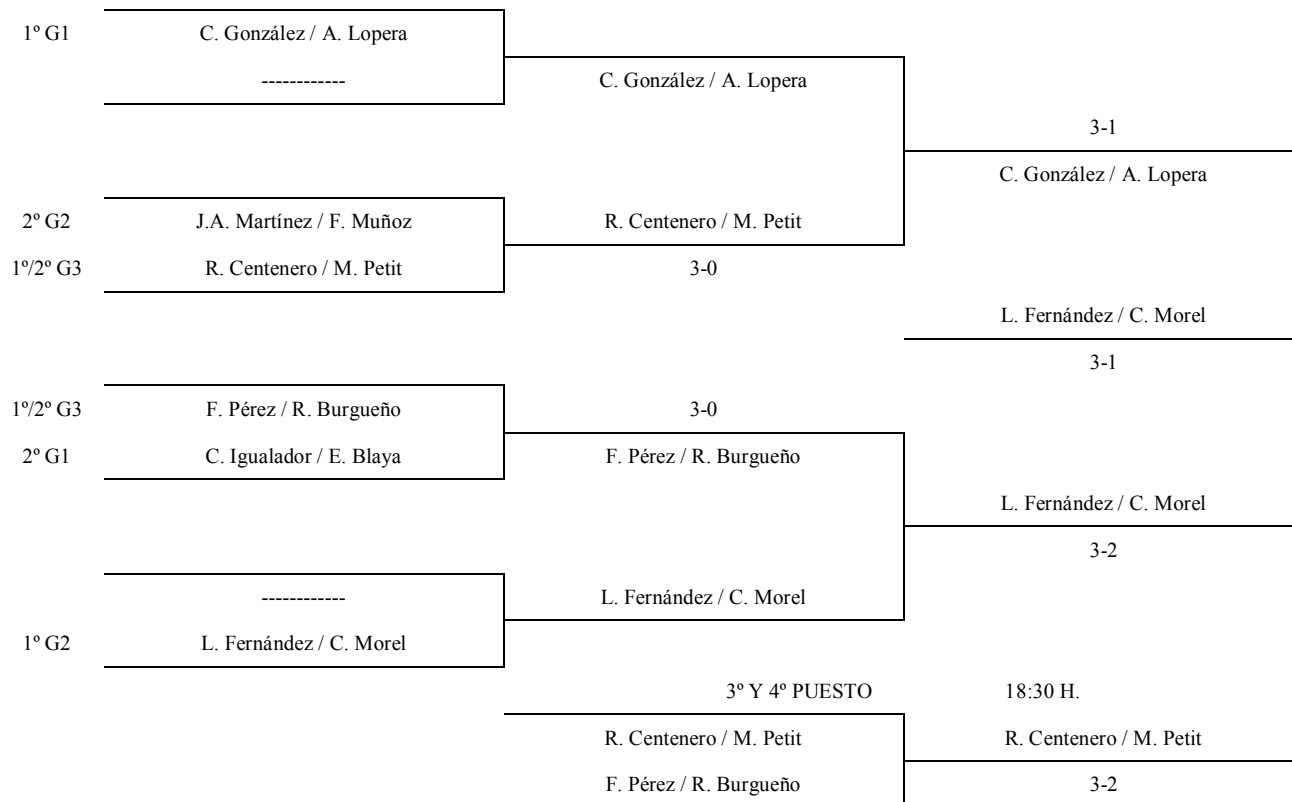 1º G1 C. González / A. Lopera
------------ C. González / A. Lopera
3-1
C. González / A. Lopera
2º G2 J.A. Martínez / F. Muñoz R. Centenero / M. Petit
1º/2º G3 R. Centenero / M. Petit 3-0
L. Fernández / C. Morel
3-1
1º/2º G3 F. Pérez / R. Burgueño 3-0
2º G1 C. Igualador / E. Blaya F. Pérez / R. Burgueño
L. Fernández / C. Morel
3-2
------------ L. Fernández / C. Morel
1º G2 L. Fernández / C. Morel
3º Y 4º PUESTO 18:30 H.
R. Centenero / M. Petit R. Centenero / M. Petit
F. Pérez / R. Burgueño 3-2